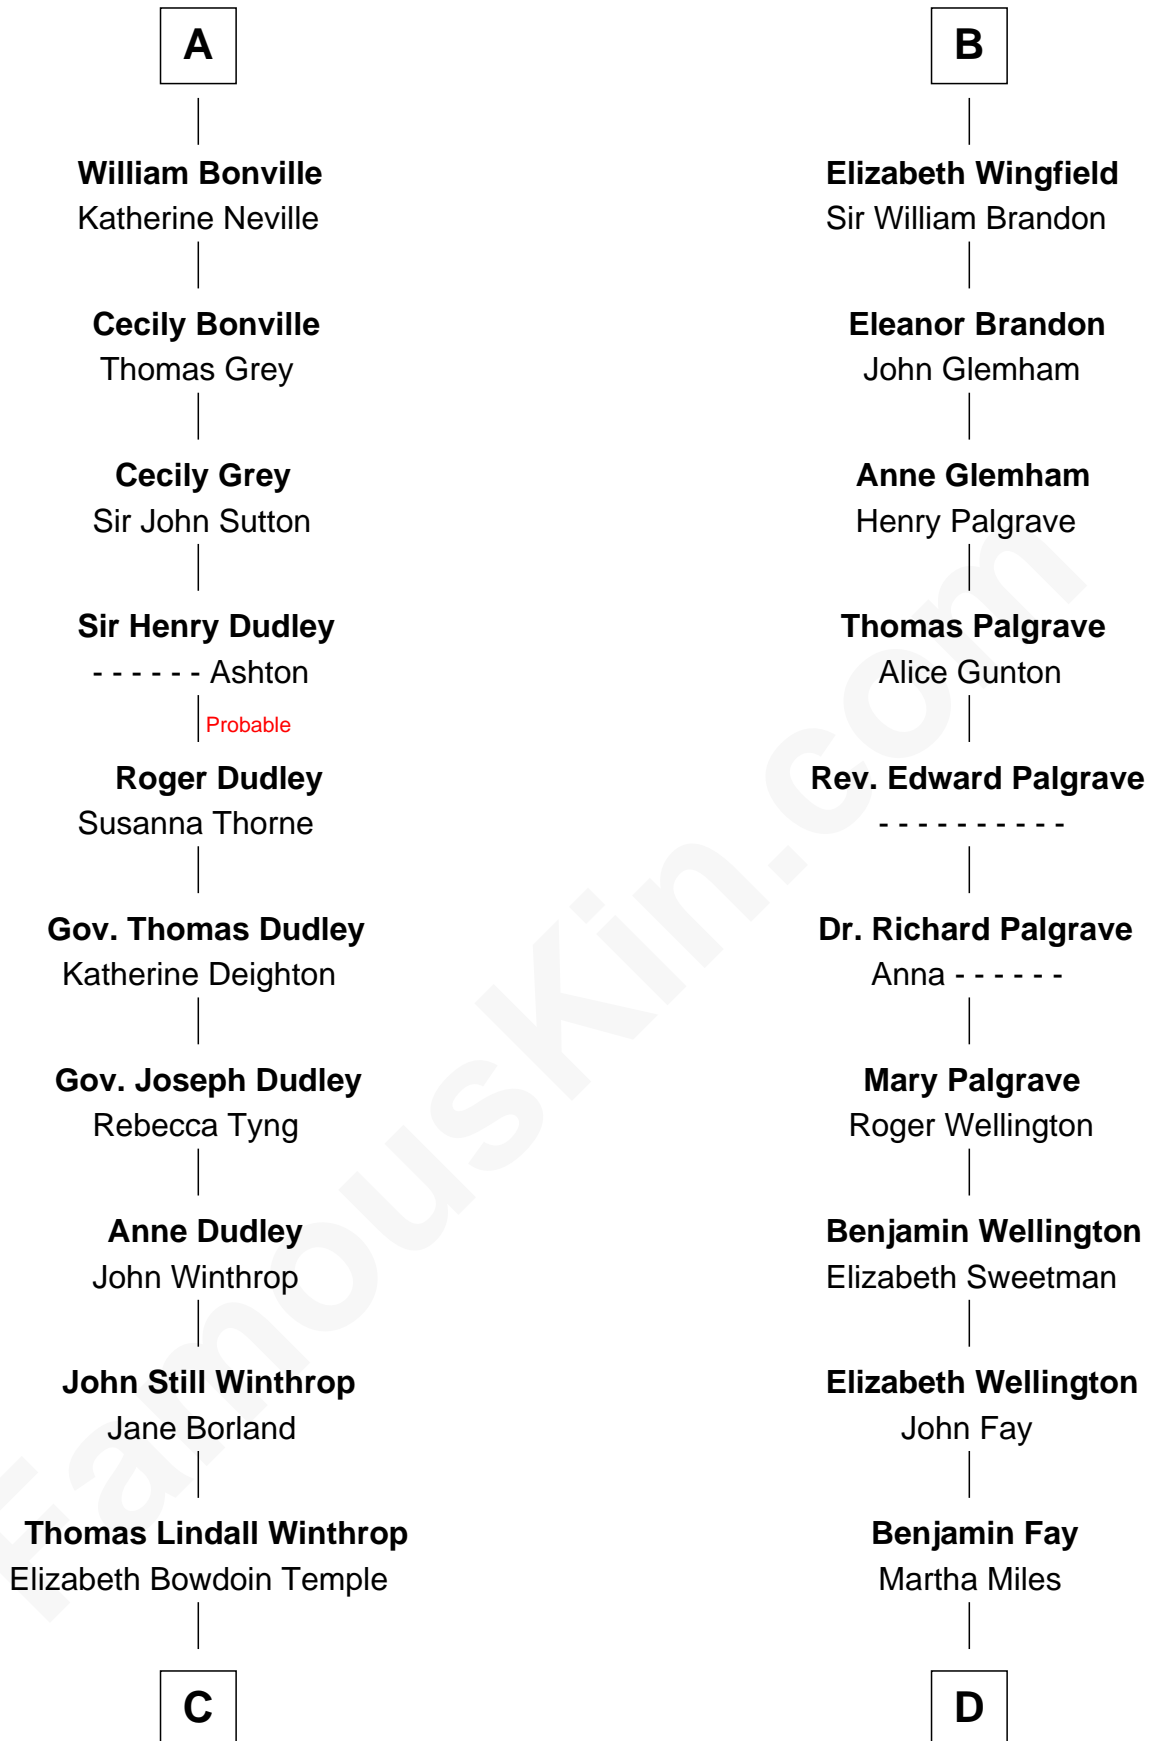 A
William Bonville
Katherine Neville
Cecily Bonville
Thomas Grey
Cecily Grey
Sir John Sutton
Sir Henry Dudley
- - - - - - Ashton
Probable
Roger Dudley
Susanna Thorne
Gov. Thomas Dudley
Katherine Deighton
Gov. Joseph Dudley
Rebecca Tyng
Anne Dudley
John Winthrop
John Still Winthrop
Jane Borland
Thomas Lindall Winthrop
Elizabeth Bowdoin Temple
C
B
Elizabeth Wingfield
Sir William Brandon
Eleanor Brandon
John Glemham
Anne Glemham
Henry Palgrave
Thomas Palgrave
Alice Gunton
Rev. Edward Palgrave
- - - - - - - - - -
Dr. Richard Palgrave
Anna - - - - - -
Mary Palgrave
Roger Wellington
Benjamin Wellington
Elizabeth Sweetman
Elizabeth Wellington
John Fay
Benjamin Fay
Martha Miles
D
FamousKin.com